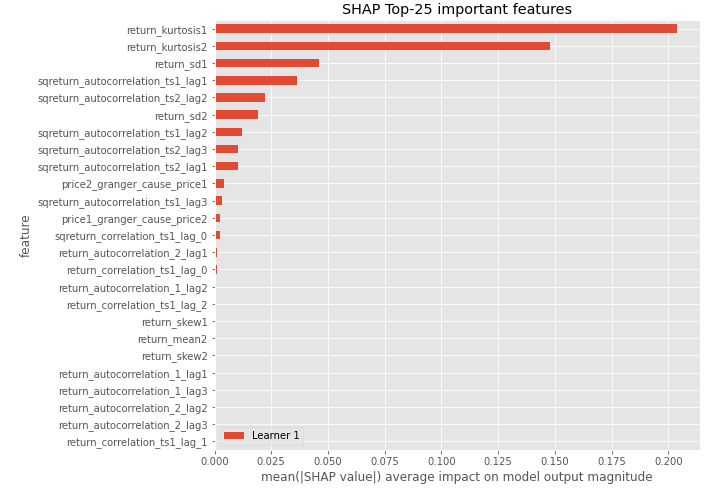 SHAP Top-25 important features
return_kurtosis1
return_kurtosis2
return_sd1
sqreturn_autocorrelation_ts1_lag1
sqreturn_autocorrelation_ts2_lag2
return_sd2
sqreturn_autocorrelation_ts1_lag2
sqreturn_autocorrelation_ts2_lag3
sqreturn_autocorrelation_ts2_lag1
price2_granger_cause_price1
sqreturn_autocorrelation_ts1_lag3
price1_granger_cause_price2
sqreturn_correlation_ts1_lag_0
return_autocorrelation_2_lag1
return_correlation_ts1_lag_0
return_autocorrelation_1_lag2
return_correlation_ts1_lag_2
return_skew1
return_mean2
return_skew2
return_autocorrelation_1_lag1
return_autocorrelation_1_lag3
return_autocorrelation_2_lag2
return_autocorrelation_2_lag3
return_correlation_ts1_lag_1
feature
Learner 1
0.000 0.025 0.050 0.075 0.100 0.125 0.150 0.175 0.200
mean(|SHAP value|) average impact on model output magnitude